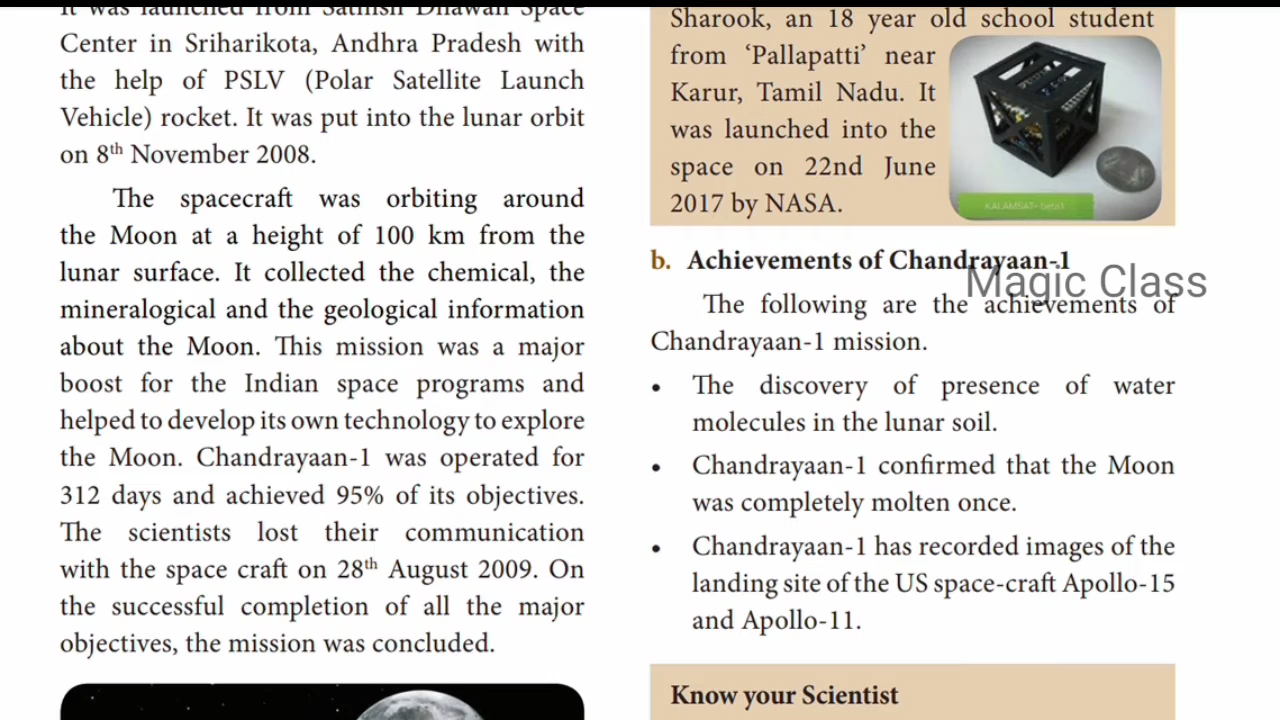 It was launched from Sathish Dhawan Space
Center in Sriharikota, Andhra Pradesh with
the help of PSLV (Polar Satellite Launch
Vehicle) rocket. It was put into the lunar orbit
on 8th November 2008.
The spacecraft was orbiting around
the Moon at a height of 100 km from the
lunar surface. It collected the chemical, the
mineralogical and the geological information
about the Moon. This mission was a major
boost for the Indian space programs and
helped to develop its own technology to explore
the Moon. Chandrayaan-1 was operated for
312 days and achieved 95% of its objectives.
The scientists lost their communication
with the space craft on 28th August 2009. On
the successful completion of all the major
objectives, the mission was concluded.
Sharook, an 18 year old school student
from ‘Pallapatti’ near
Karur, Tamil Nadu. It
was launched into the
space on 22nd June
2017 by NASA.
KALAMSAT- beta1
b. Achievements of Chandrayaan-1
Magic Class
The following are the achievements of
Chandrayaan-1 mission.
• The discovery of presence of water
molecules in the lunar soil.
• Chandrayaan-1 confirmed that the Moon
was completely molten once.
• Chandrayaan-1 has recorded images of the
landing site of the US space-craft Apollo-15
and Apollo-11.
Know your Scientist